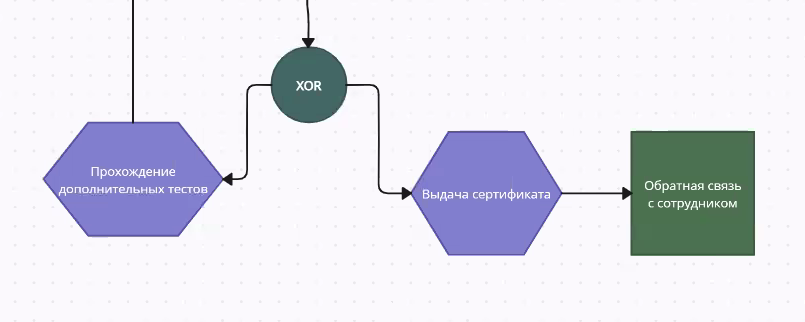 XOR
Прохождение
дополнительных тестов
Выдача сертификата
Обратная связь
с сотрудником